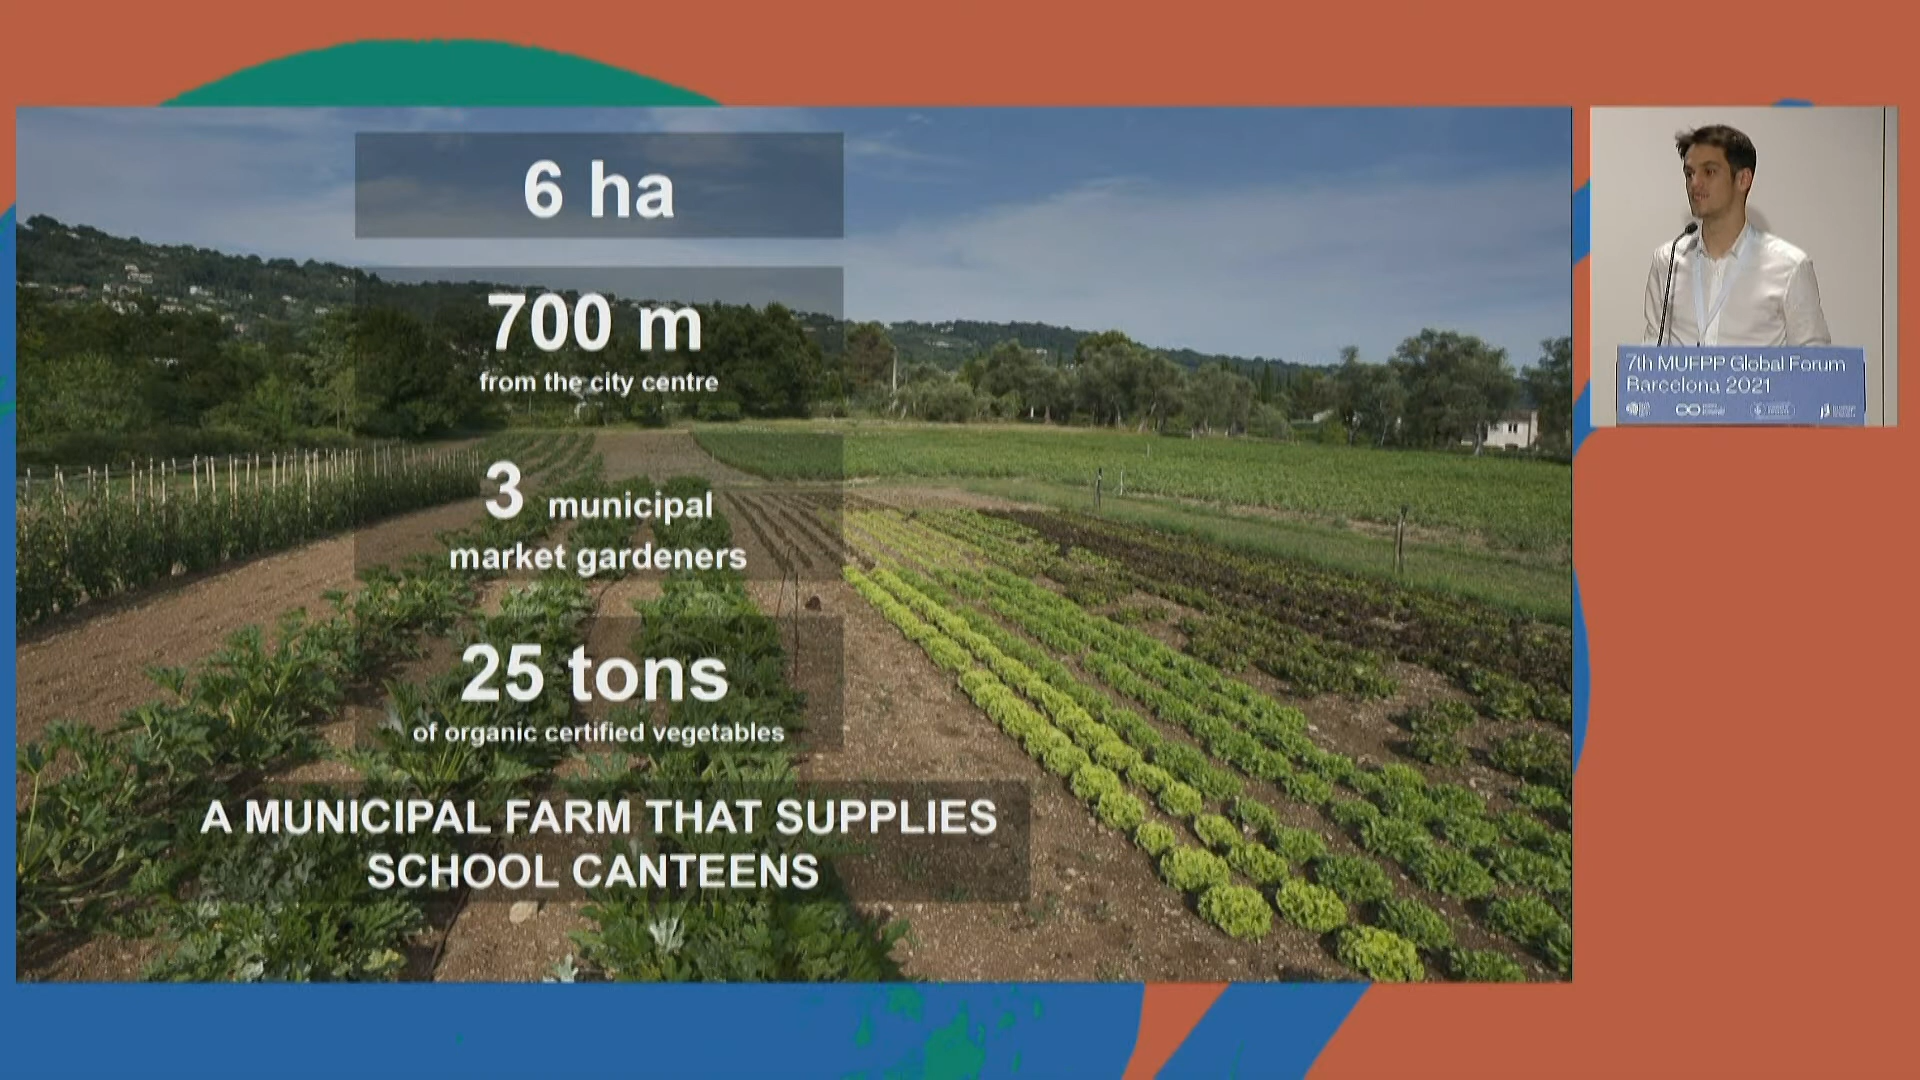 6 ha
700 m
from the city centre
3 municipal
market gardeners
25 tons
of organic certified vegetables
A MUNICIPAL FARM THAT SUPPLIES
SCHOOL CANTEENS
7th MUFPP Global Forum
Barcelona 2021